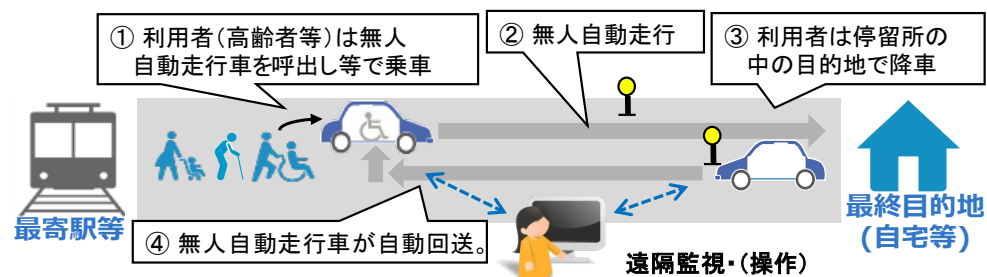 ① 利用者(高齢者等)は無人
自動走行車を呼出し等で乗車
② 無人自動走行
③ 利用者は停留所の
中の目的地で降車
最寄駅等
最終目的地
(自宅等)
④ 無人自動走行車が自動回送。
遠隔監視・(操作)